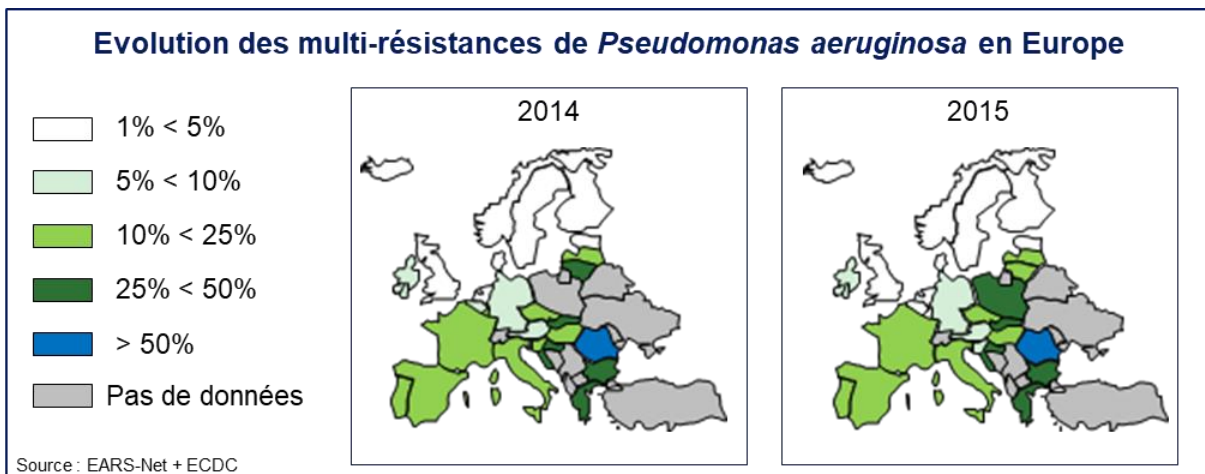 Evolution des multi-résistances de Pseudomonas aeruginosa en Europe
1% < 5%
5% < 10%
10% < 25%
25% < 50%
> 50%
Pas de données
2014
2015
Source : EARS-Net + ECDC